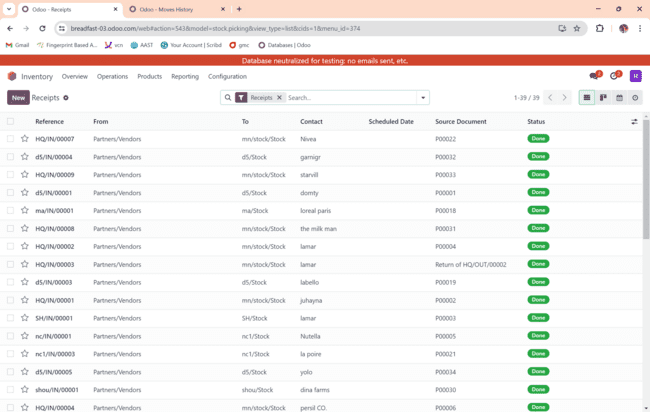 Odoo - Receipts
Odoo - Moves History
breadfast-03.odoo.com/web#action=543&model=stock.picking&view_type=list&cids=1&menu_id=374
Gmail Fingerprint Based A... vcn AAST Your Account | Scribd gmc Databases | Odoo
Database neutralized for testing: no emails sent, etc.
Inventory Overview Operations Products Reporting Configuration
R
New Receipts Receipts Search... 1-39 / 39
Reference From To Contact Scheduled Date Source Document Status
HQ/IN/00007 Partners/Vendors mn/stock/Stock Nivea P00022 Done
d5/IN/00004 Partners/Vendors d5/Stock garnigr P00032 Done
HQ/IN/00009 Partners/Vendors mn/stock/Stock starvill P00033 Done
d5/IN/00001 Partners/Vendors d5/Stock domty P00001 Done
ma/IN/00001 Partners/Vendors ma/Stock loreal paris P00018 Done
HQ/IN/00008 Partners/Vendors mn/stock/Stock the milk man P00031 Done
HQ/IN/00002 Partners/Vendors mn/stock/Stock lamar P00004 Done
HQ/IN/00003 Partners/Vendors mn/stock/Stock lamar Return of HQ/OUT/00002 Done
d5/IN/00003 Partners/Vendors d5/Stock labello P00019 Done
HQ/IN/00001 Partners/Vendors mn/stock/Stock juhayna P00002 Done
SH/IN/00001 Partners/Vendors SH/Stock lamar P00003 Done
nc/IN/00001 Partners/Vendors nc1/Stock Nutella P00005 Done
nc1/IN/00003 Partners/Vendors nc1/Stock la poire P00021 Done
d5/IN/00005 Partners/Vendors d5/Stock yolo P00034 Done
shou/IN/00001 Partners/Vendors shou/Stock dina farms P00030 Done
HQ/IN/00004 Partners/Vendors mn/stock/Stock persil CO. P00006 Done